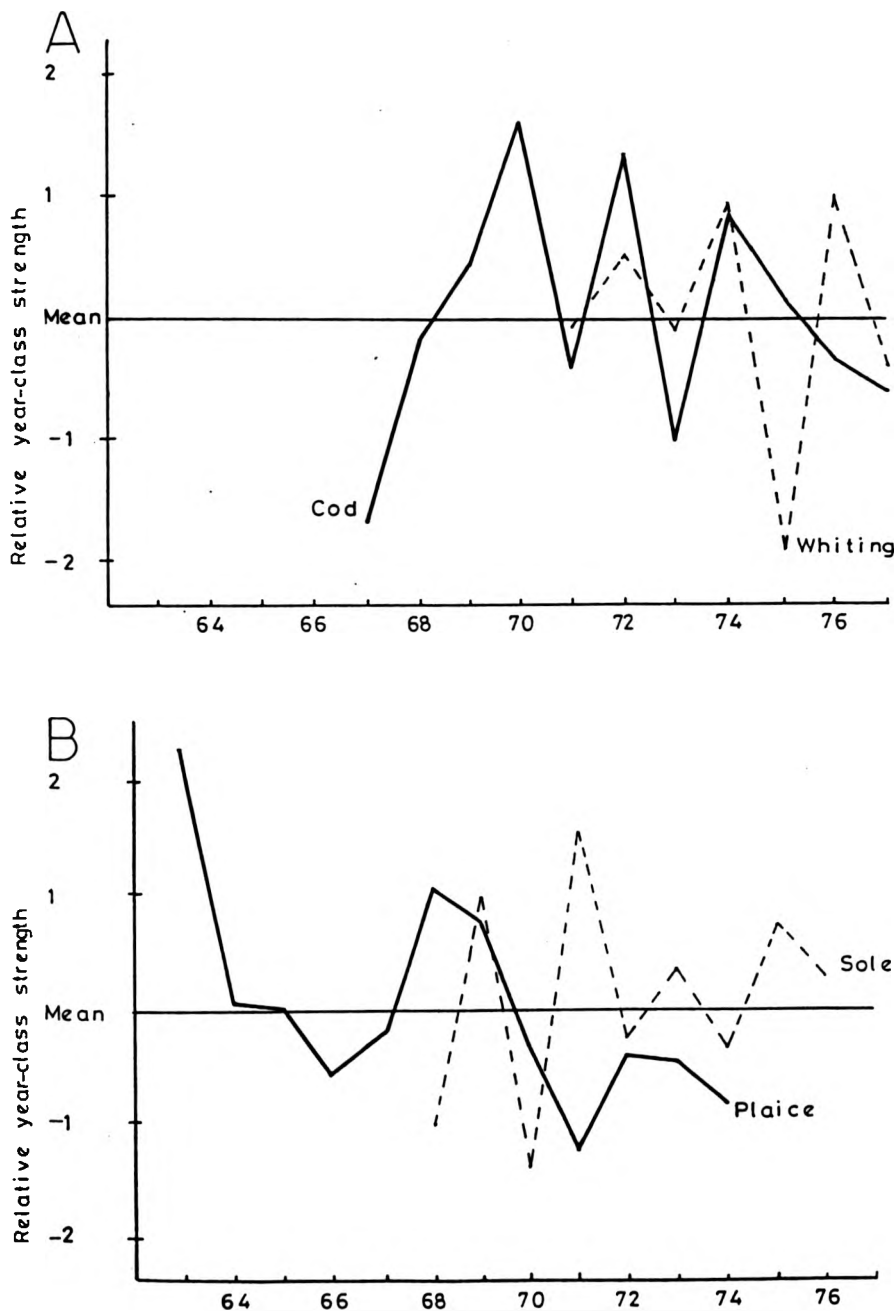 A
Relative year-class strength
2
1
Mean
-1
-2
Cod
Whiting
64 66 68 70 72 74 76
B
Relative year-class strength
2
1
Mean
-1
-2
Sole
Plaice
64 66 68 70 72 74 76